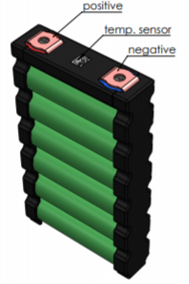 positive
temp. sensor
negative